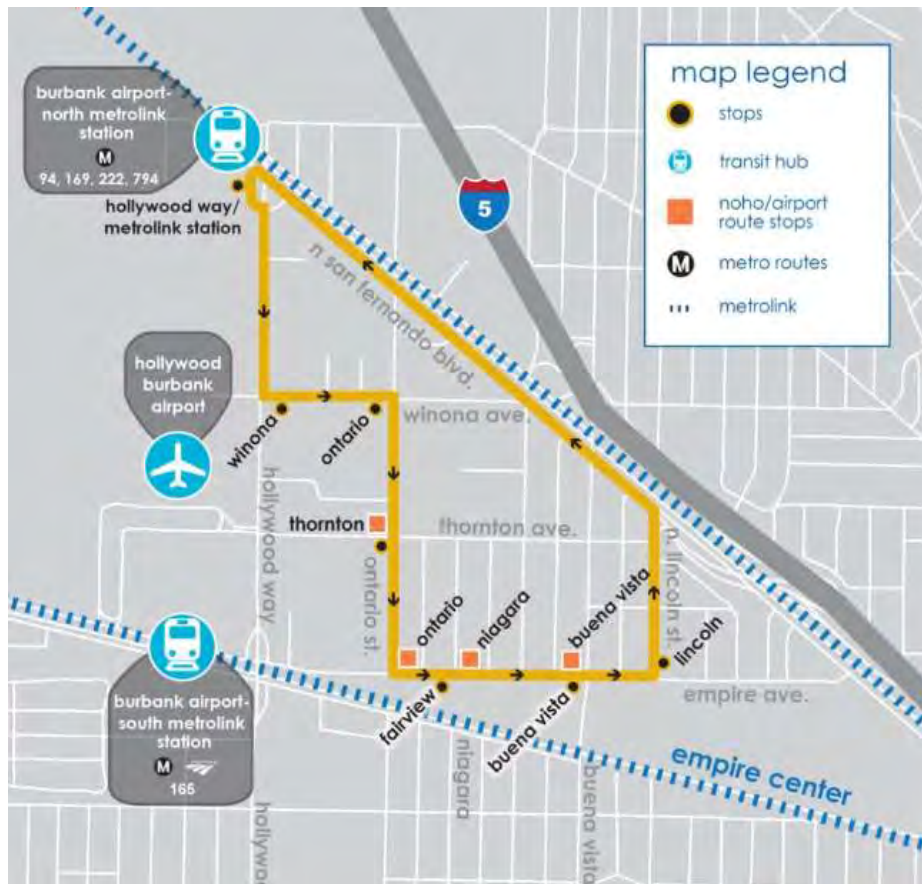 burbank airport-
north metrolink
station
M
94, 169, 222, 794
hollywood way/
metrolink station
map legend
stops
transit hub
noho/airport
route stops
M
metro routes
metrolink
5
n san fernando blvd.
hollywood
burbank
airport
winona
ontario
winona ave.
hollywood way
thornton
thornton ave.
ontario st.
ontario
niagara
buena vista
n. lincoln st.
lincoln
fairview
buena vista
empire ave.
burbank airport-
south metrolink
station
M
165
niagara
buena vista
empire center
hollywo